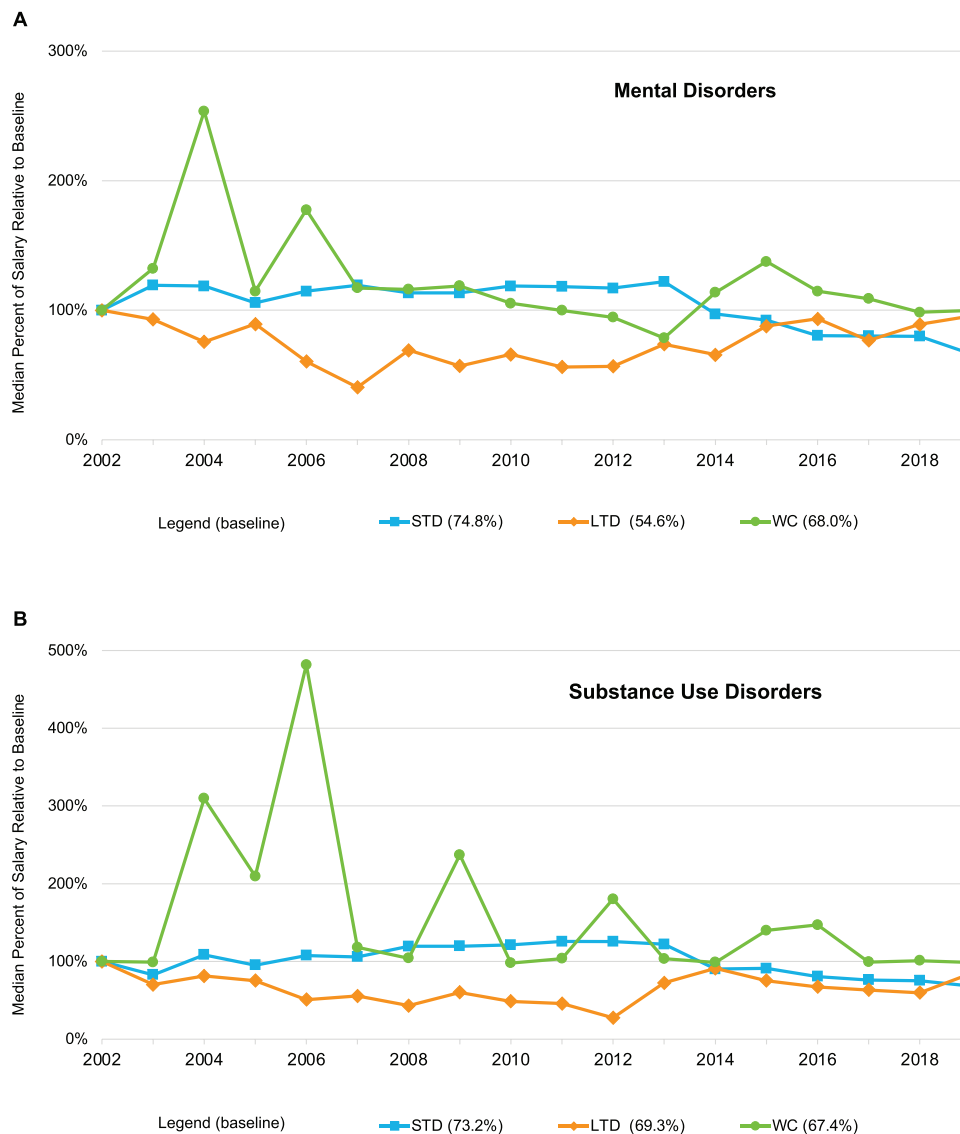 A
Mental Disorders
Median Percent of Salary Relative to Baseline
300%
200%
100%
0%
2002 2004 2006 2008 2010 2012 2014 2016 2018
Legend (baseline) STD (74.8%) LTD (54.6%) WC (68.0%)
B
Substance Use Disorders
Median Percent of Salary Relative to Baseline
500%
400%
300%
200%
100%
0%
2002 2004 2006 2008 2010 2012 2014 2016 2018
Legend (baseline) STD (73.2%) LTD (69.3%) WC (67.4%)